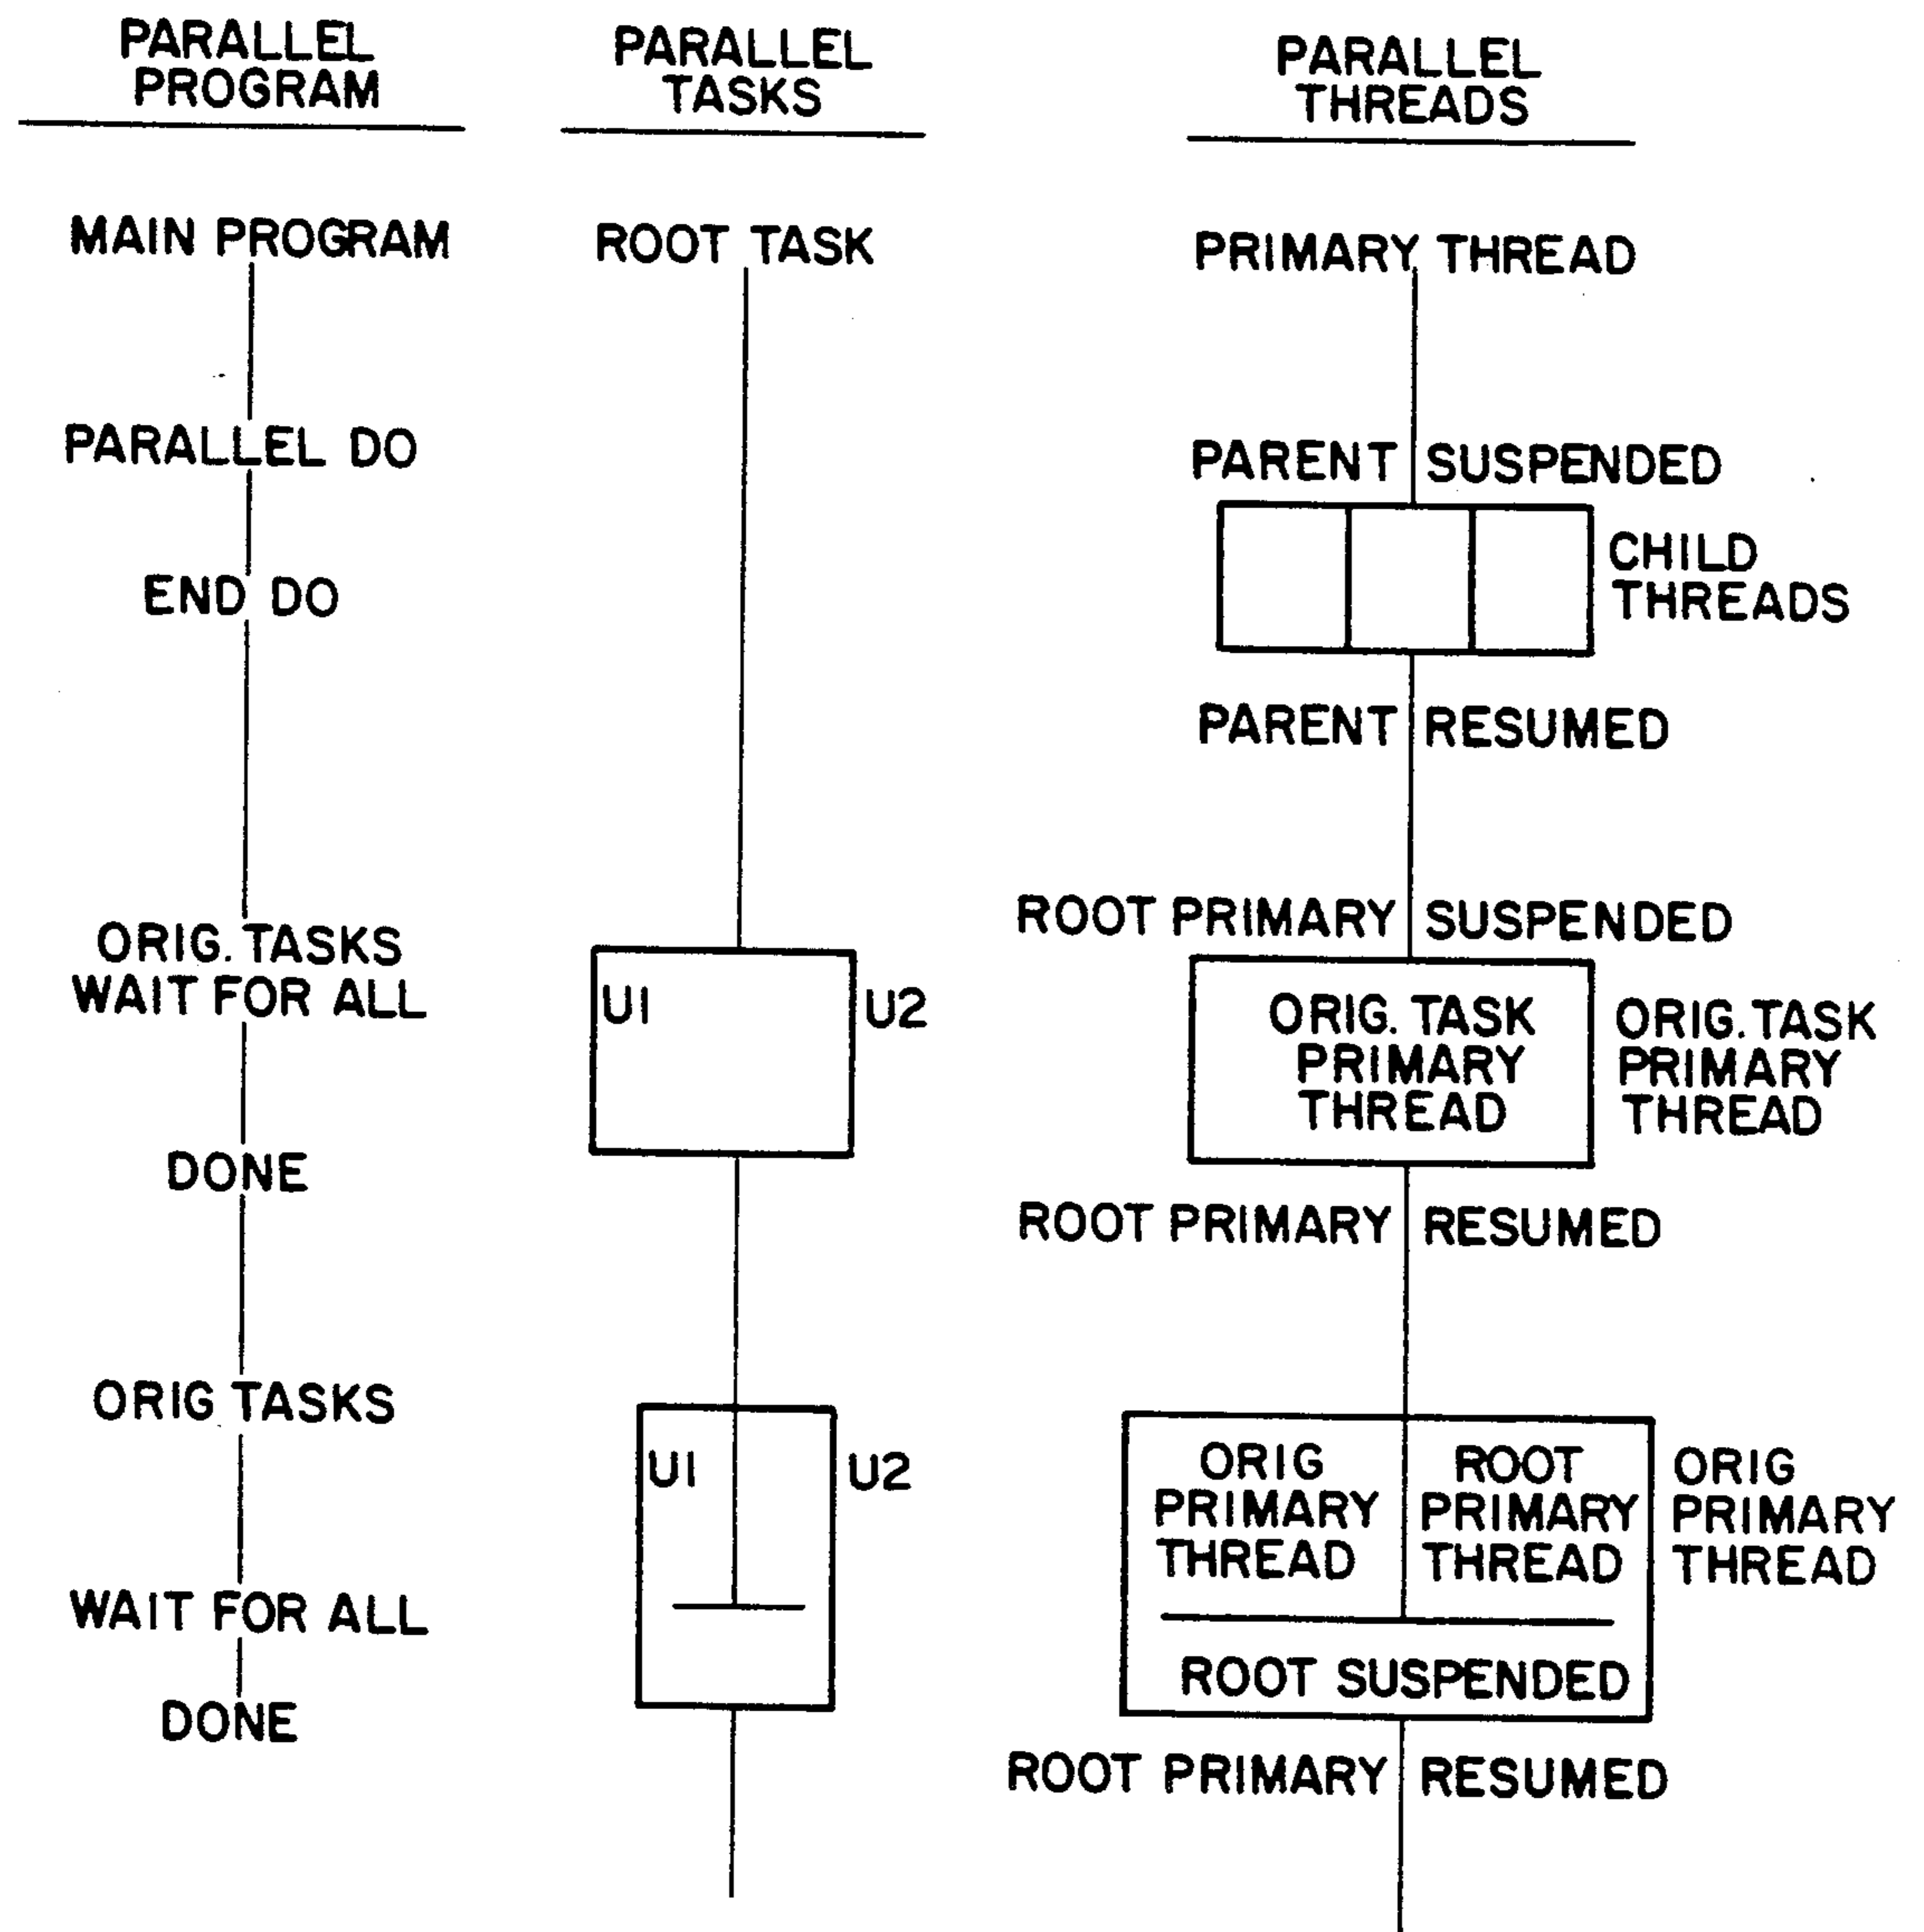 PARALLEL
PROGRAM
PARALLEL
TASKS
PARALLEL
THREADS
MAIN PROGRAM
ROOT TASK
PRIMARY THREAD
PARALLEL DO
PARENT SUSPENDED
END DO
CHILD
THREADS
PARENT RESUMED
ORIG. TASKS
WAIT FOR ALL
ROOT PRIMARY SUSPENDED
U1
U2
ORIG. TASK
PRIMARY
THREAD
ORIG. TASK
PRIMARY
THREAD
DONE
ROOT PRIMARY RESUMED
ORIG TASKS
U1
U2
ORIG
PRIMARY
THREAD
ROOT
PRIMARY
THREAD
ORIG
PRIMARY
THREAD
WAIT FOR ALL
ROOT SUSPENDED
DONE
ROOT PRIMARY RESUMED